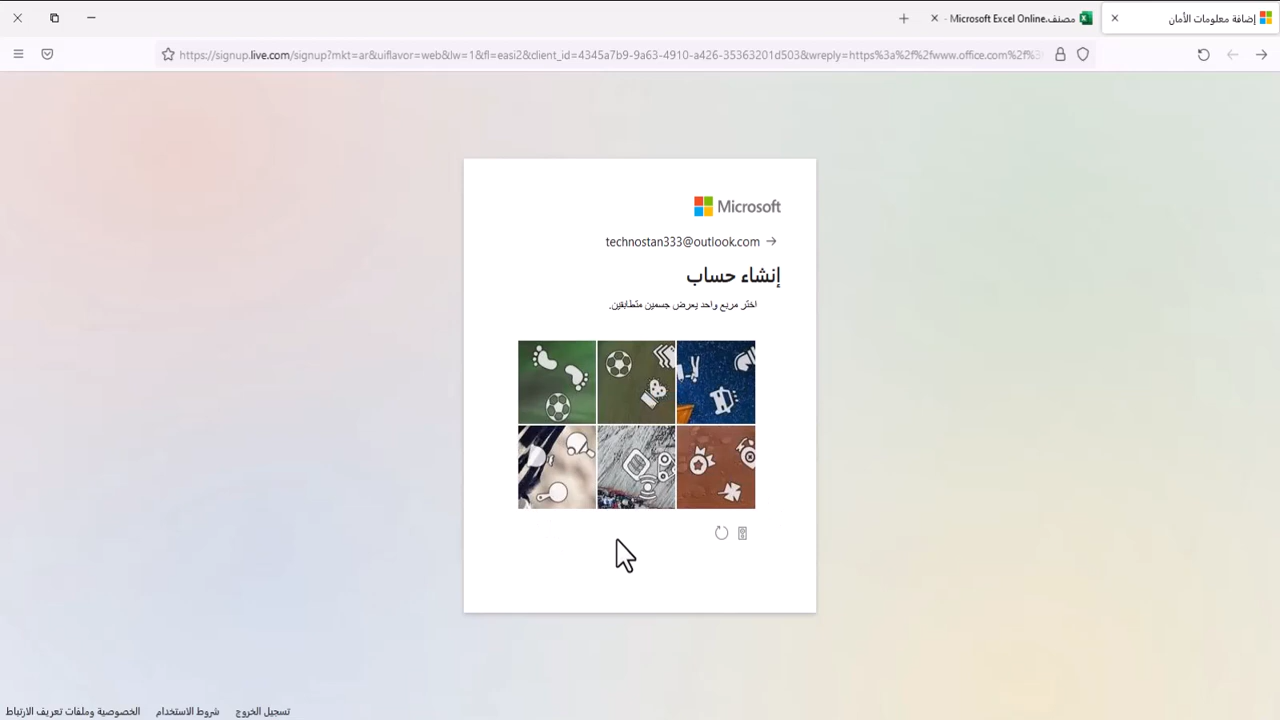 إضافة معلومات الأمان
مصنف.Microsoft Excel Online -
https://signup.live.com/signup?mkt=ar&uiflavor=web&lw=1&fl=easi2&client_id=4345a7b9-9a63-4910-a426-35363201d503&wreply=https%3a%2f%2fwww.office.com%2f%3
Microsoft
technostan333@outlook.com
إنشاء حساب
اختر مربع واحد يعرض جسمين متطابقين.
تسجيل الخروج شروط الاستخدام الخصوصية وملفات تعريف الارتباط